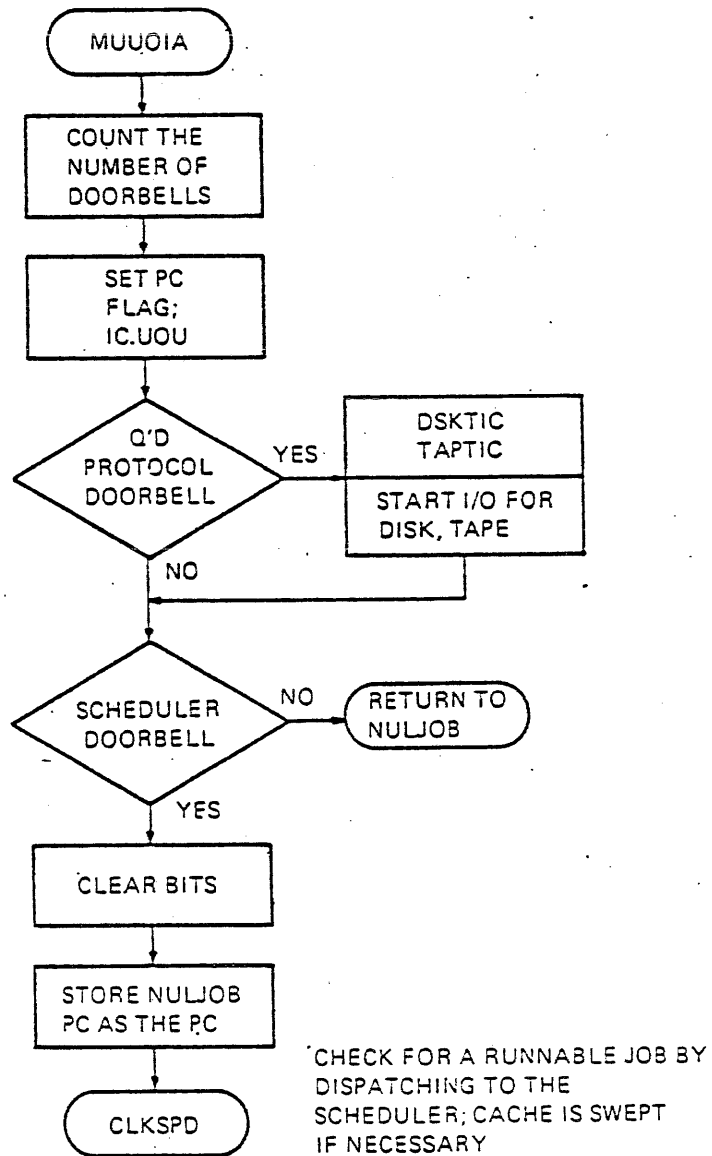 MUUOIA
COUNT THE
NUMBER OF
DOORBELLS
SET PC
FLAG;
IC.UOU
Q'D
PROTOCOL
DOORBELL
YES
DSKTIC
TAPTIC
START I/O FOR
DISK, TAPE
NO
SCHEDULER
DOORBELL
NO
RETURN TO
NULJOB
YES
CLEAR BITS
STORE NULJOB
PC AS THE PC
CLKSPD
CHECK FOR A RUNNABLE JOB BY
DISPATCHING TO THE
SCHEDULER; CACHE IS SWEPT
IF NECESSARY